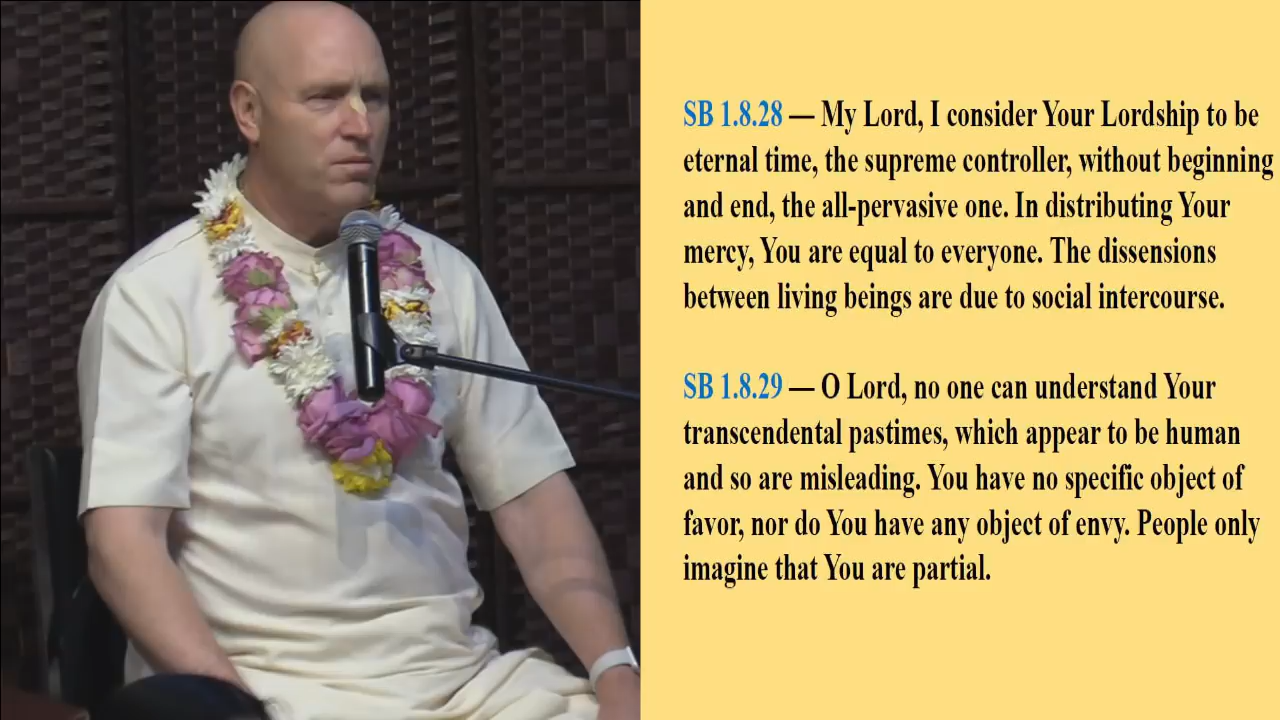 SB 1.8.28 — My Lord, I consider Your Lordship to be
eternal time, the supreme controller, without beginning
and end, the all-pervasive one. In distributing Your
mercy, You are equal to everyone. The dissensions
between living beings are due to social intercourse.
SB 1.8.29 — O Lord, no one can understand Your
transcendental pastimes, which appear to be human
and so are misleading. You have no specific object of
favor, nor do You have any object of envy. People only
imagine that You are partial.